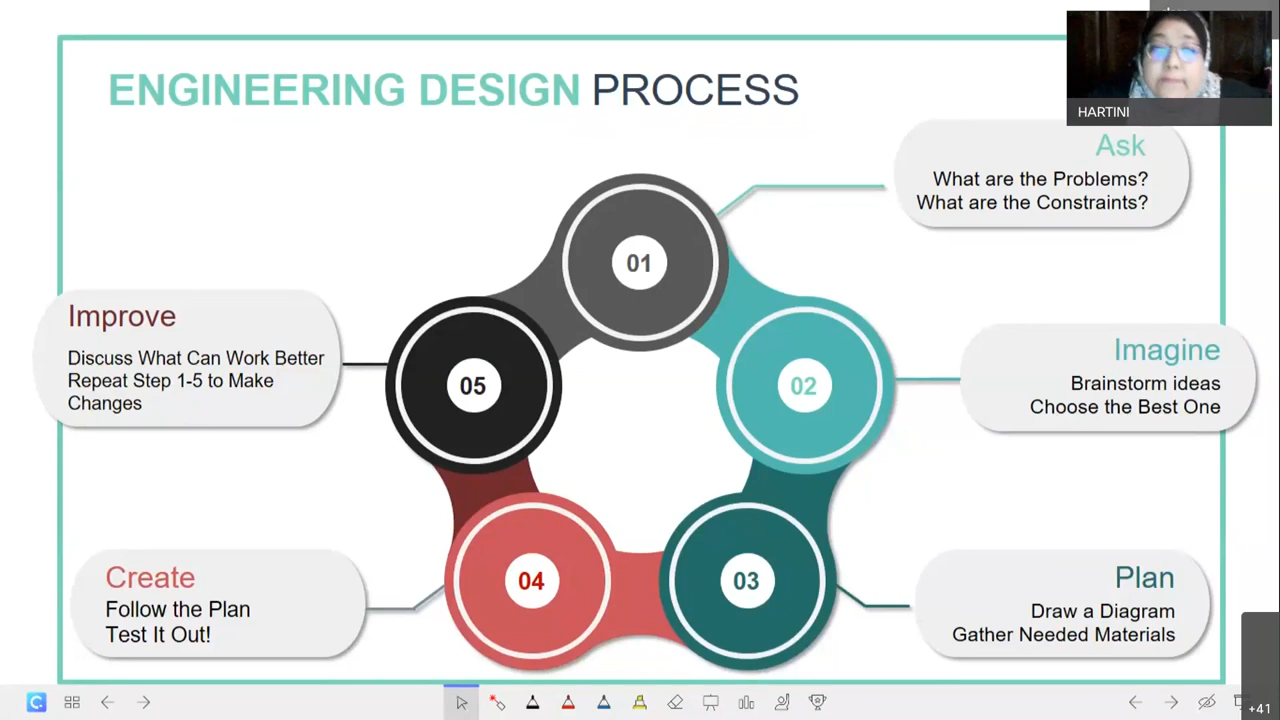 ENGINEERING DESIGN PROCESS
HARTINI
Ask
What are the Problems?
What are the Constraints?
01
Improve
Discuss What Can Work Better
Repeat Step 1-5 to Make
Changes
05
02
Imagine
Brainstorm ideas
Choose the Best One
Create
Follow the Plan
Test It Out!
04
03
Plan
Draw a Diagram
Gather Needed Materials
+41